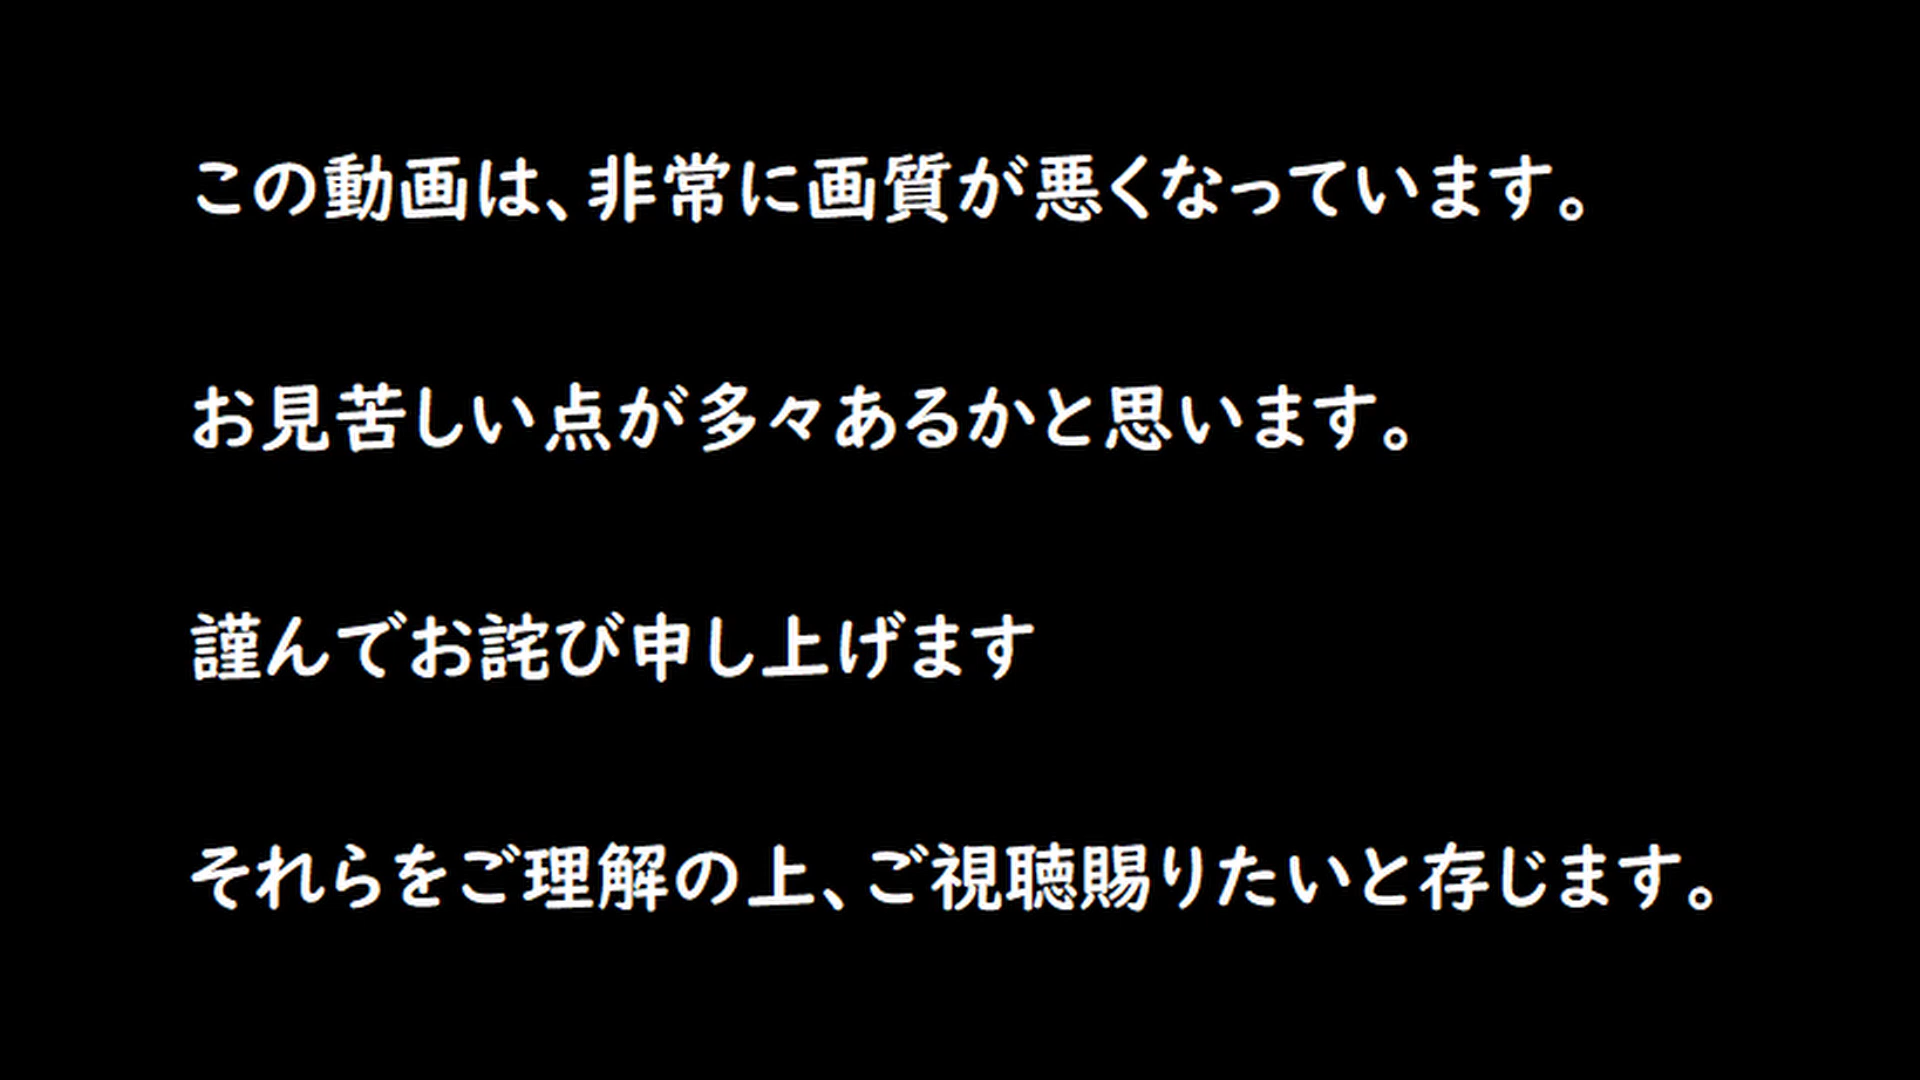 この動画は、非常に画質が悪くなっています。
お見苦しい点が多々あるかと思います。
謹んでお詫び申し上げます
それらをご理解の上、ご視聴賜りたいと存じます。